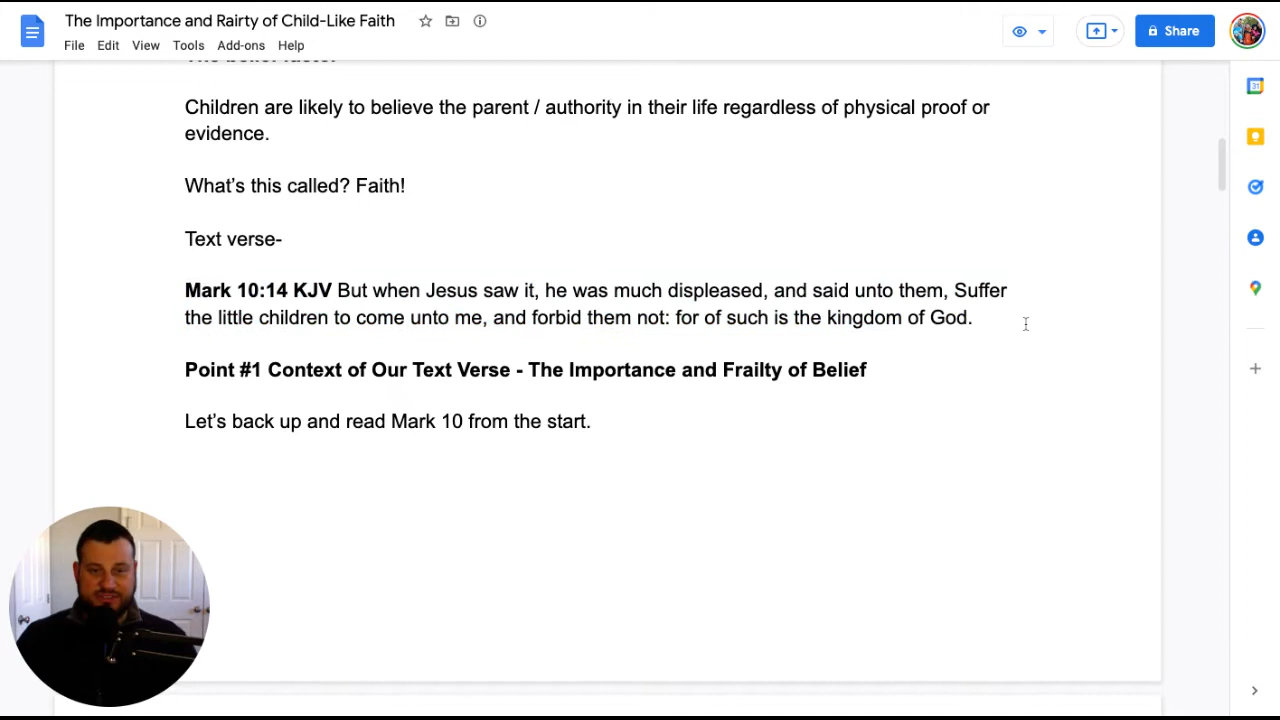 The Importance and Rairty of Child-Like Faith
File Edit View Tools Add-ons Help
Share
Children are likely to believe the parent / authority in their life regardless of physical proof or
evidence.
What’s this called? Faith!
Text verse-
Mark 10:14 KJV But when Jesus saw it, he was much displeased, and said unto them, Suffer
the little children to come unto me, and forbid them not: for of such is the kingdom of God.
Point #1 Context of Our Text Verse - The Importance and Frailty of Belief
Let’s back up and read Mark 10 from the start.
31